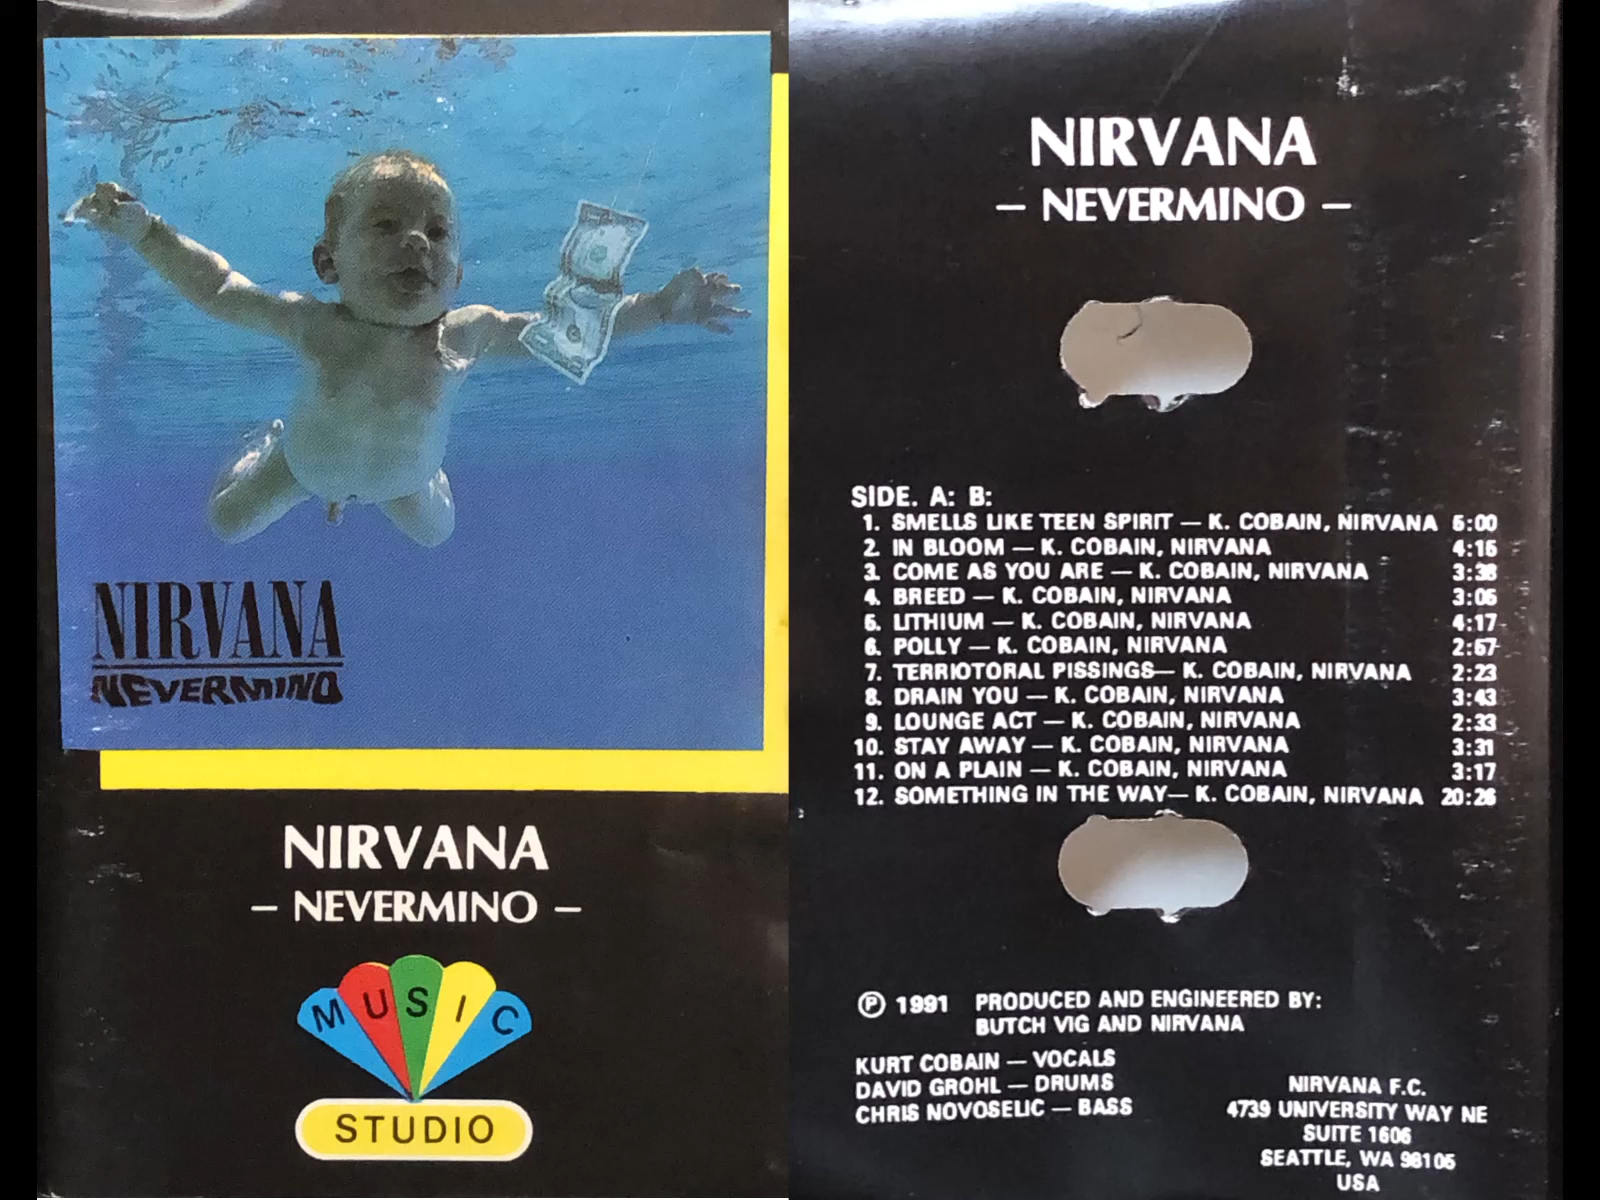 NIRVANA
NEVERMIND
NIRVANA
– NEVERMINO –
MUSIC
STUDIO
NIRVANA
– NEVERMINO –
SIDE. A: B:
1. SMELLS LIKE TEEN SPIRIT — K. COBAIN, NIRVANA 5:00
2. IN BLOOM — K. COBAIN, NIRVANA 4:15
3. COME AS YOU ARE — K. COBAIN, NIRVANA 3:38
4. BREED — K. COBAIN, NIRVANA 3:05
5. LITHIUM — K. COBAIN, NIRVANA 4:17
6. POLLY — K. COBAIN, NIRVANA 2:57
7. TERRIOTORAL PISSINGS— K. COBAIN, NIRVANA 2:23
8. DRAIN YOU — K. COBAIN, NIRVANA 3:43
9. LOUNGE ACT — K. COBAIN, NIRVANA 2:33
10. STAY AWAY — K. COBAIN, NIRVANA 3:31
11. ON A PLAIN — K. COBAIN, NIRVANA 3:17
12. SOMETHING IN THE WAY— K. COBAIN, NIRVANA 20:26
Ⓟ 1991 PRODUCED AND ENGINEERED BY:
BUTCH VIG AND NIRVANA
KURT COBAIN — VOCALS
DAVID GROHL — DRUMS
CHRIS NOVOSELIC — BASS
NIRVANA F.C.
4739 UNIVERSITY WAY NE
SUITE 1606
SEATTLE, WA 98105
USA